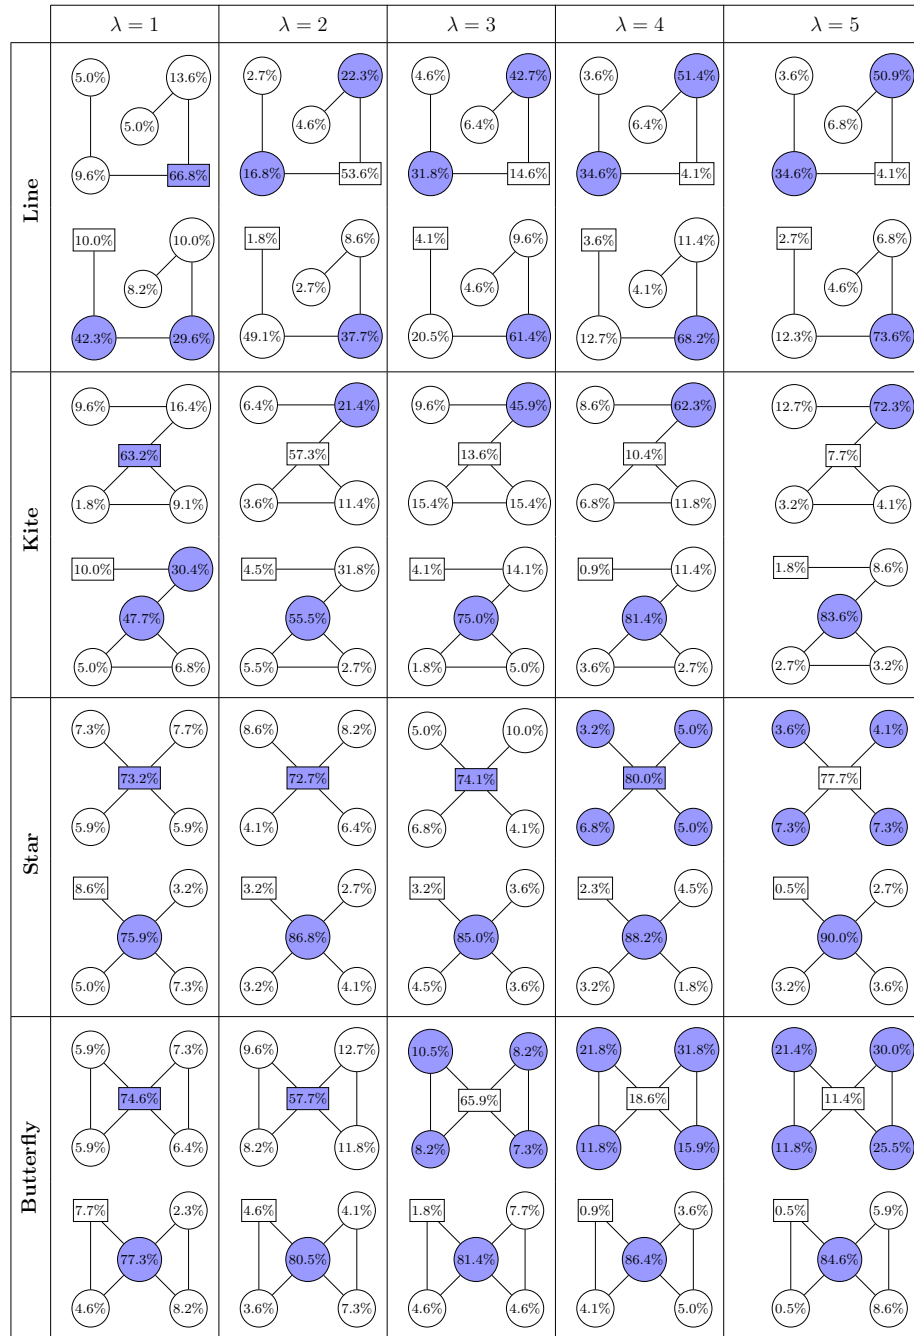 λ = 1 λ = 2 λ = 3 λ = 4 λ = 5
Line
5.0% 13.6% 2.7% 22.3% 4.6% 42.7% 3.6% 51.4% 3.6% 50.9%
5.0% 4.6% 6.4% 6.4% 6.8%
9.6% 66.8% 16.8% 53.6% 31.8% 14.6% 34.6% 4.1% 34.6% 4.1%
10.0% 10.0% 1.8% 8.6% 4.1% 9.6% 3.6% 11.4% 2.7% 6.8%
8.2% 2.7% 4.6% 4.1% 4.6%
42.3% 29.6% 49.1% 37.7% 20.5% 61.4% 12.7% 68.2% 12.3% 73.6%
Kite
9.6% 16.4% 6.4% 21.4% 9.6% 45.9% 8.6% 62.3% 12.7% 72.3%
63.2% 57.3% 13.6% 10.4% 7.7%
1.8% 9.1% 3.6% 11.4% 15.4% 15.4% 6.8% 11.8% 3.2% 4.1%
10.0% 30.4% 4.5% 31.8% 4.1% 14.1% 0.9% 11.4% 1.8% 8.6%
47.7% 55.5% 75.0% 81.4% 83.6%
5.0% 6.8% 5.5% 2.7% 1.8% 5.0% 3.6% 2.7% 2.7% 3.2%
Star
7.3% 7.7% 8.6% 8.2% 5.0% 10.0% 3.2% 5.0% 3.6% 4.1%
73.2% 72.7% 74.1% 80.0% 77.7%
5.9% 5.9% 4.1% 6.4% 6.8% 4.1% 6.8% 5.0% 7.3% 7.3%
8.6% 3.2% 3.2% 2.7% 3.2% 3.6% 2.3% 4.5% 0.5% 2.7%
75.9% 86.8% 85.0% 88.2% 90.0%
5.0% 7.3% 3.2% 4.1% 4.5% 3.6% 3.2% 1.8% 3.2% 3.6%
Butterfly
5.9% 7.3% 9.6% 12.7% 10.5% 8.2% 21.8% 31.8% 21.4% 30.0%
74.6% 57.7% 65.9% 18.6% 11.4%
5.9% 6.4% 8.2% 11.8% 8.2% 7.3% 11.8% 15.9% 11.8% 25.5%
7.7% 2.3% 4.6% 4.1% 1.8% 7.7% 0.9% 3.6% 0.5% 5.9%
77.3% 80.5% 81.4% 86.4% 84.6%
4.6% 8.2% 3.6% 7.3% 4.6% 4.6% 4.1% 5.0% 0.5% 8.6%